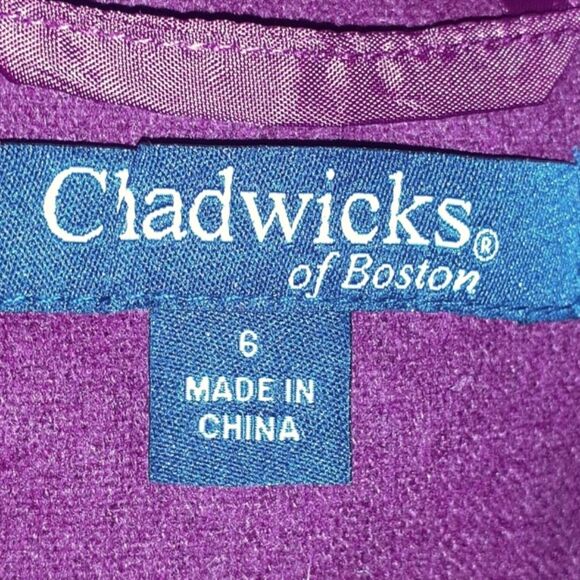 Chadwicks®
of Boston
6
MADE IN
CHINA